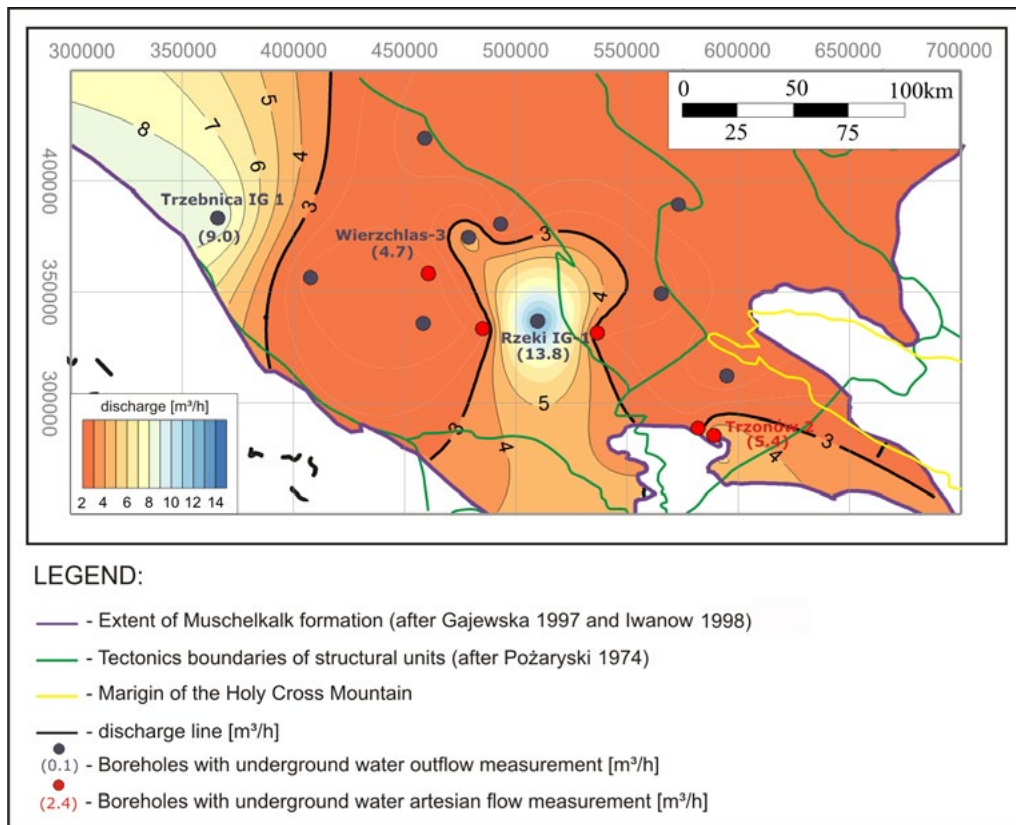 300000 350000 400000 450000 500000 550000 600000 650000 700000
0 50 100km
25 75
400000
350000
300000
8
7
5
6
4
3
Trzebnica IG 1
(9.0)
Wierzchlas-3
(4.7)
3
4
Rzeki IG-1
(13.8)
5
3
4
Trzonów-2
(5.4)
3
4
discharge [m³/h]
2 4 6 8 10 12 14
LEGEND:
- Extent of Muschelkalk formation (after Gajewska 1997 and Iwanow 1998)
- Tectonics boundaries of structural units (after Pożaryski 1974)
- Marigin of the Holy Cross Mountain
- discharge line [m³/h]
(0.1) - Boreholes with underground water outflow measurement [m³/h]
(2.4) - Boreholes with underground water artesian flow measurement [m³/h]